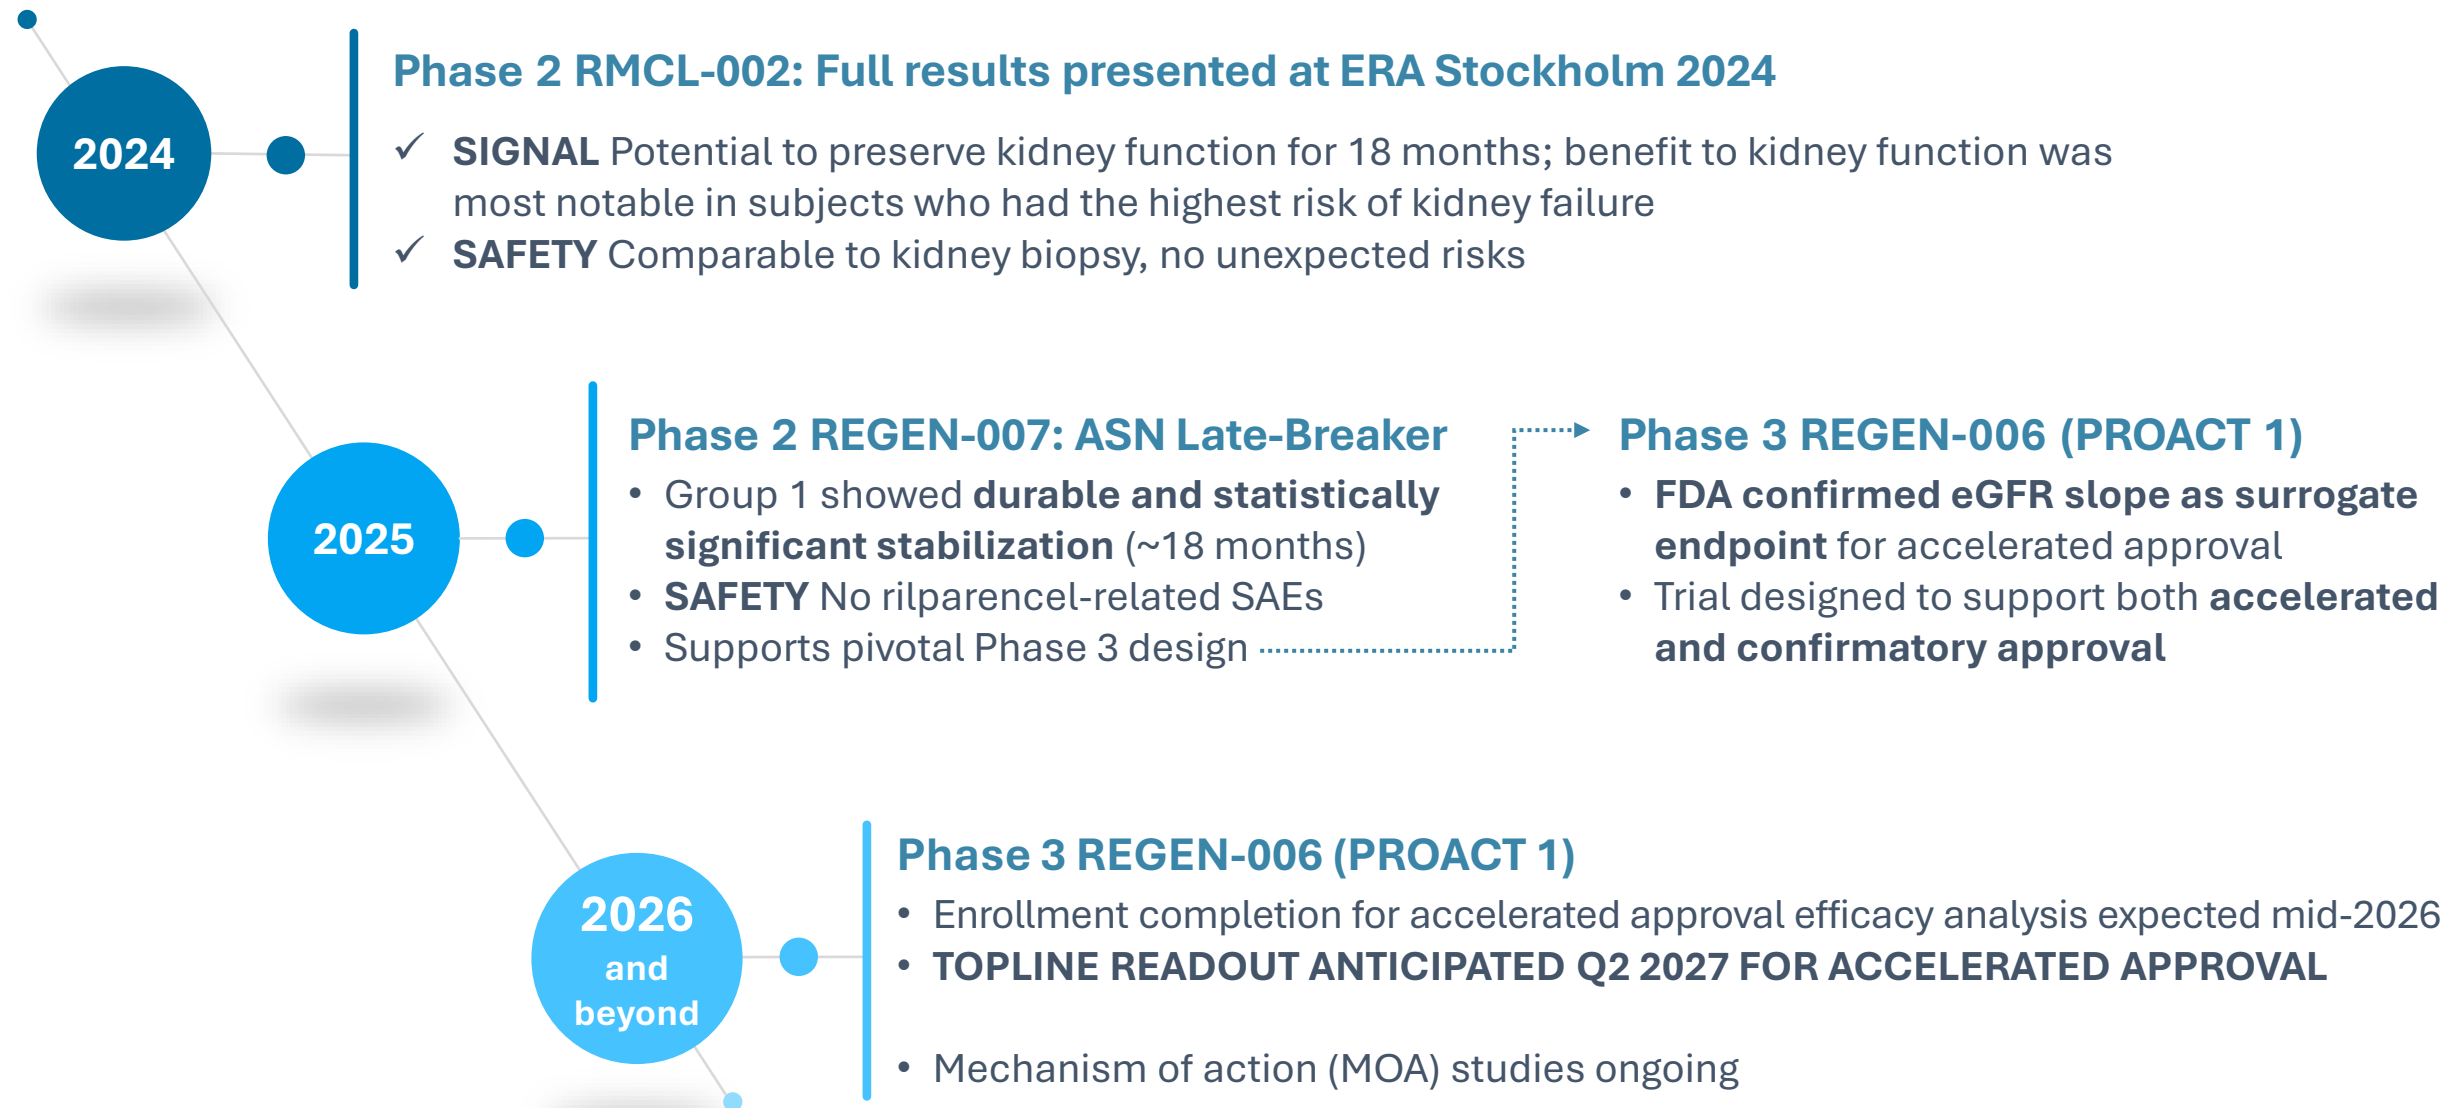 2024
Phase 2 RMCL-002: Full results presented at ERA Stockholm 2024
✓ SIGNAL Potential to preserve kidney function for 18 months; benefit to kidney function was
most notable in subjects who had the highest risk of kidney failure
✓ SAFETY Comparable to kidney biopsy, no unexpected risks
2025
Phase 2 REGEN-007: ASN Late-Breaker
• Group 1 showed durable and statistically
significant stabilization (~18 months)
• SAFETY No rilparencel-related SAEs
• Supports pivotal Phase 3 design
Phase 3 REGEN-006 (PROACT 1)
• FDA confirmed eGFR slope as surrogate
endpoint for accelerated approval
• Trial designed to support both accelerated
and confirmatory approval
2026
and
beyond
Phase 3 REGEN-006 (PROACT 1)
• Enrollment completion for accelerated approval efficacy analysis expected mid-2026
• TOPLINE READOUT ANTICIPATED Q2 2027 FOR ACCELERATED APPROVAL
• Mechanism of action (MOA) studies ongoing